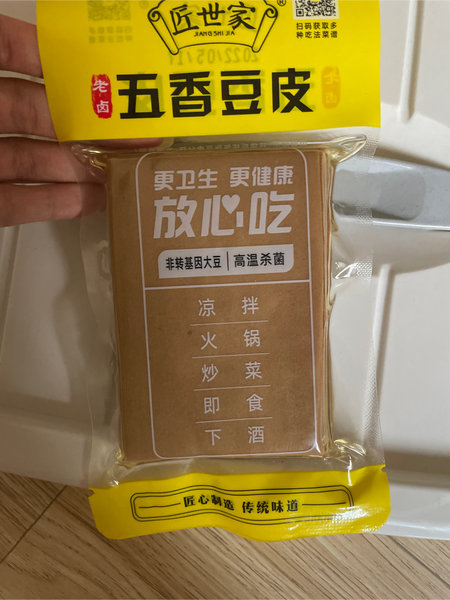 匠世家
JIANG SHI JIA
扫码获取多
种吃法菜谱
老卤
五香豆皮
老卤
更卫生 更健康
放心吃
非转基因大豆 | 高温杀菌
凉拌
火锅
炒菜
即食
下酒
匠心制造 传统味道